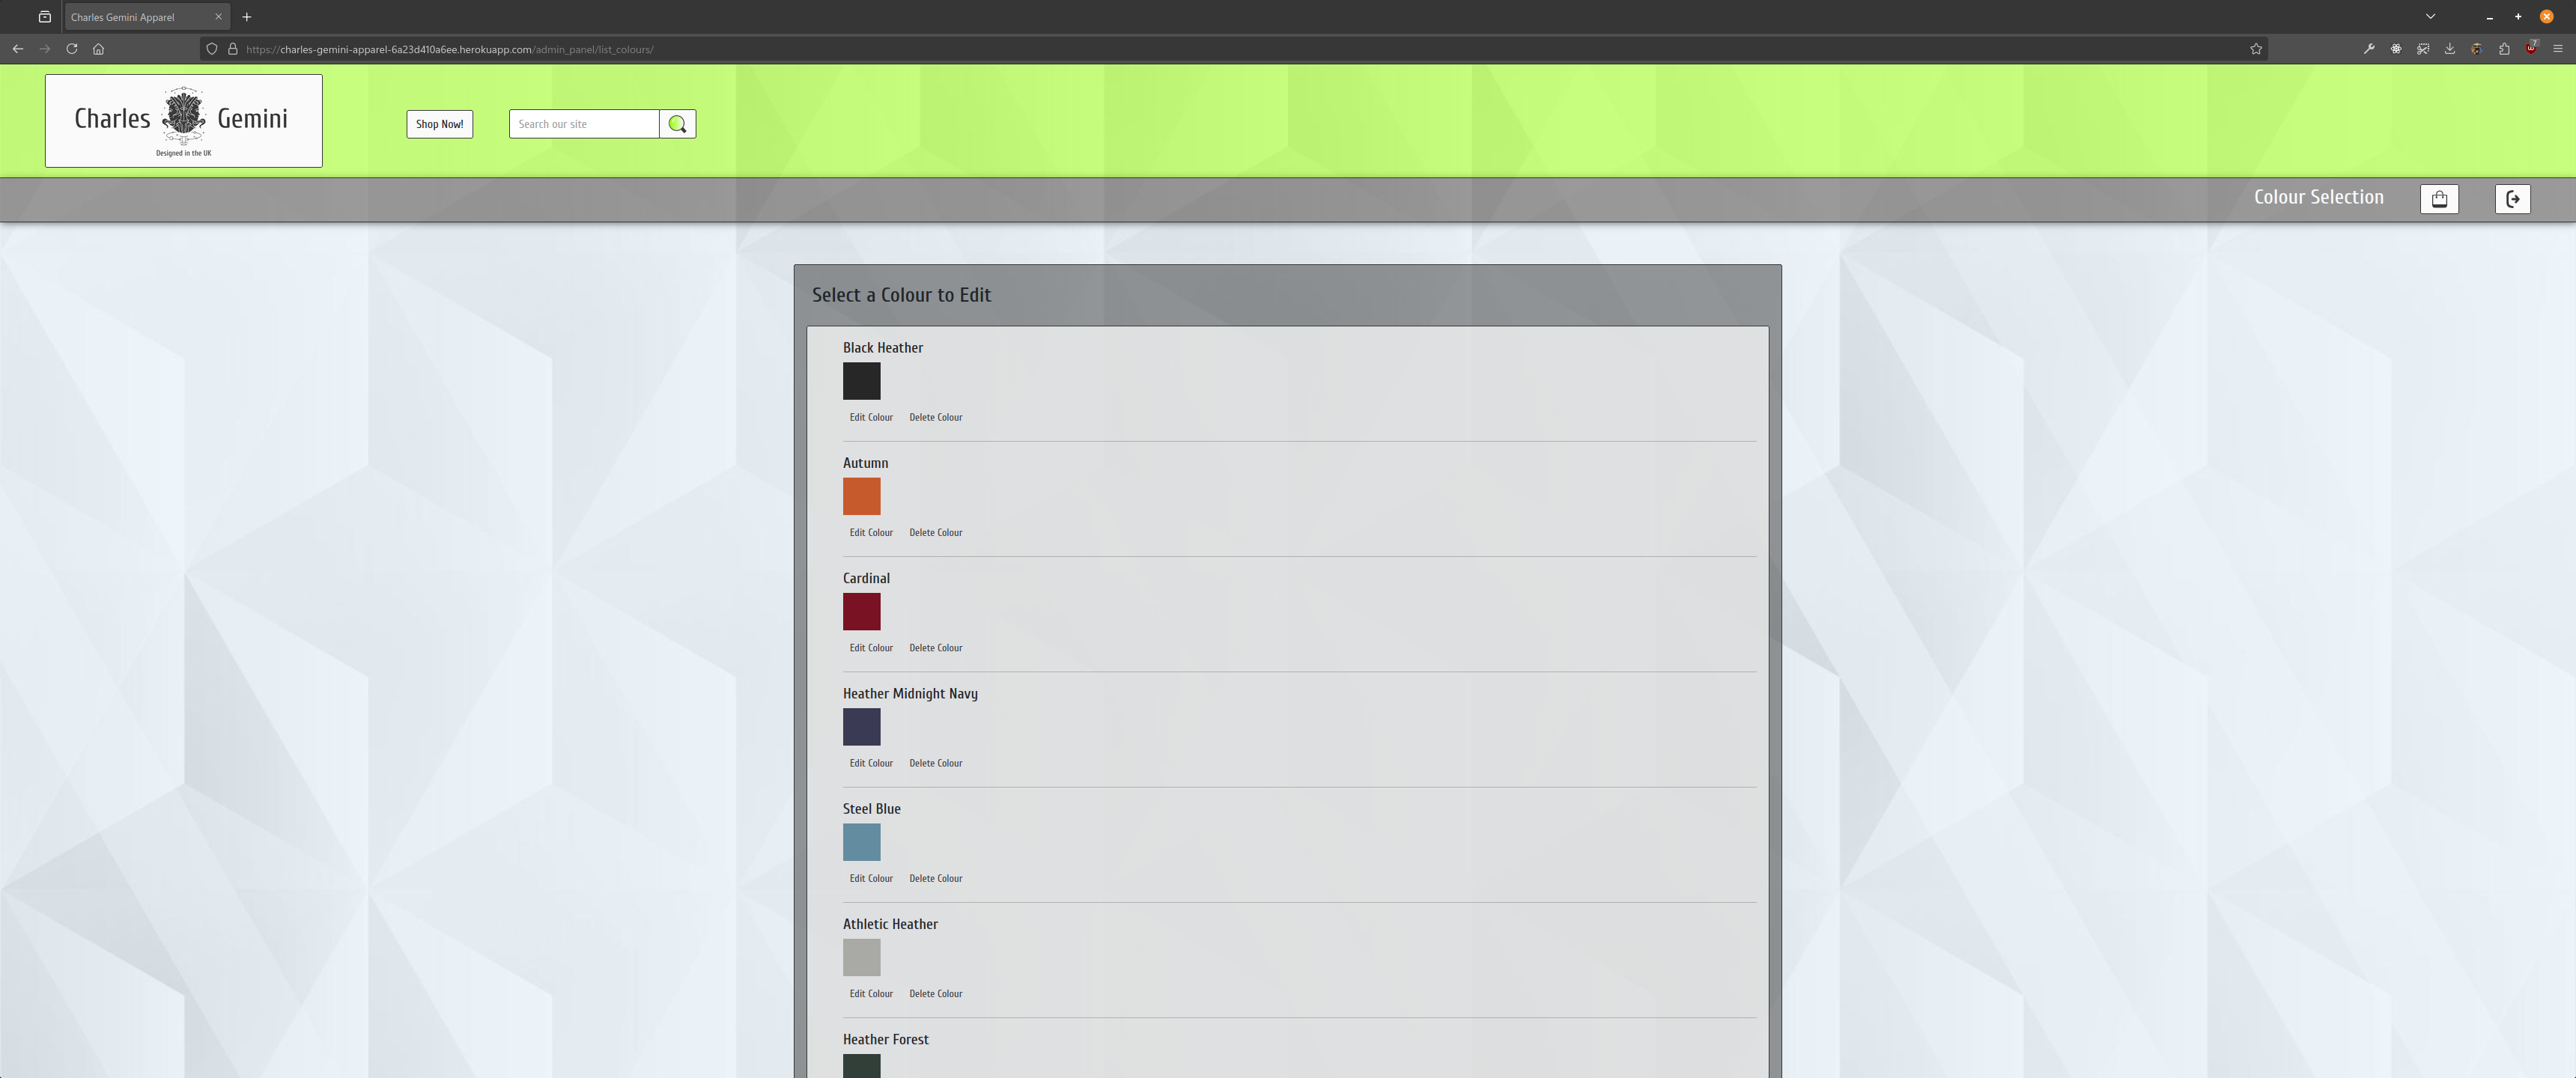 Charles Gemini Apparel
https://charles-gemini-apparel-6a23d410a6ee.herokuapp.com/admin_panel/list_colours/
7
Charles Gemini
Designed in the UK
Shop Now!
Search our site
Colour Selection
Select a Colour to Edit
Black Heather
Edit Colour Delete Colour
Autumn
Edit Colour Delete Colour
Cardinal
Edit Colour Delete Colour
Heather Midnight Navy
Edit Colour Delete Colour
Steel Blue
Edit Colour Delete Colour
Athletic Heather
Edit Colour Delete Colour
Heather Forest